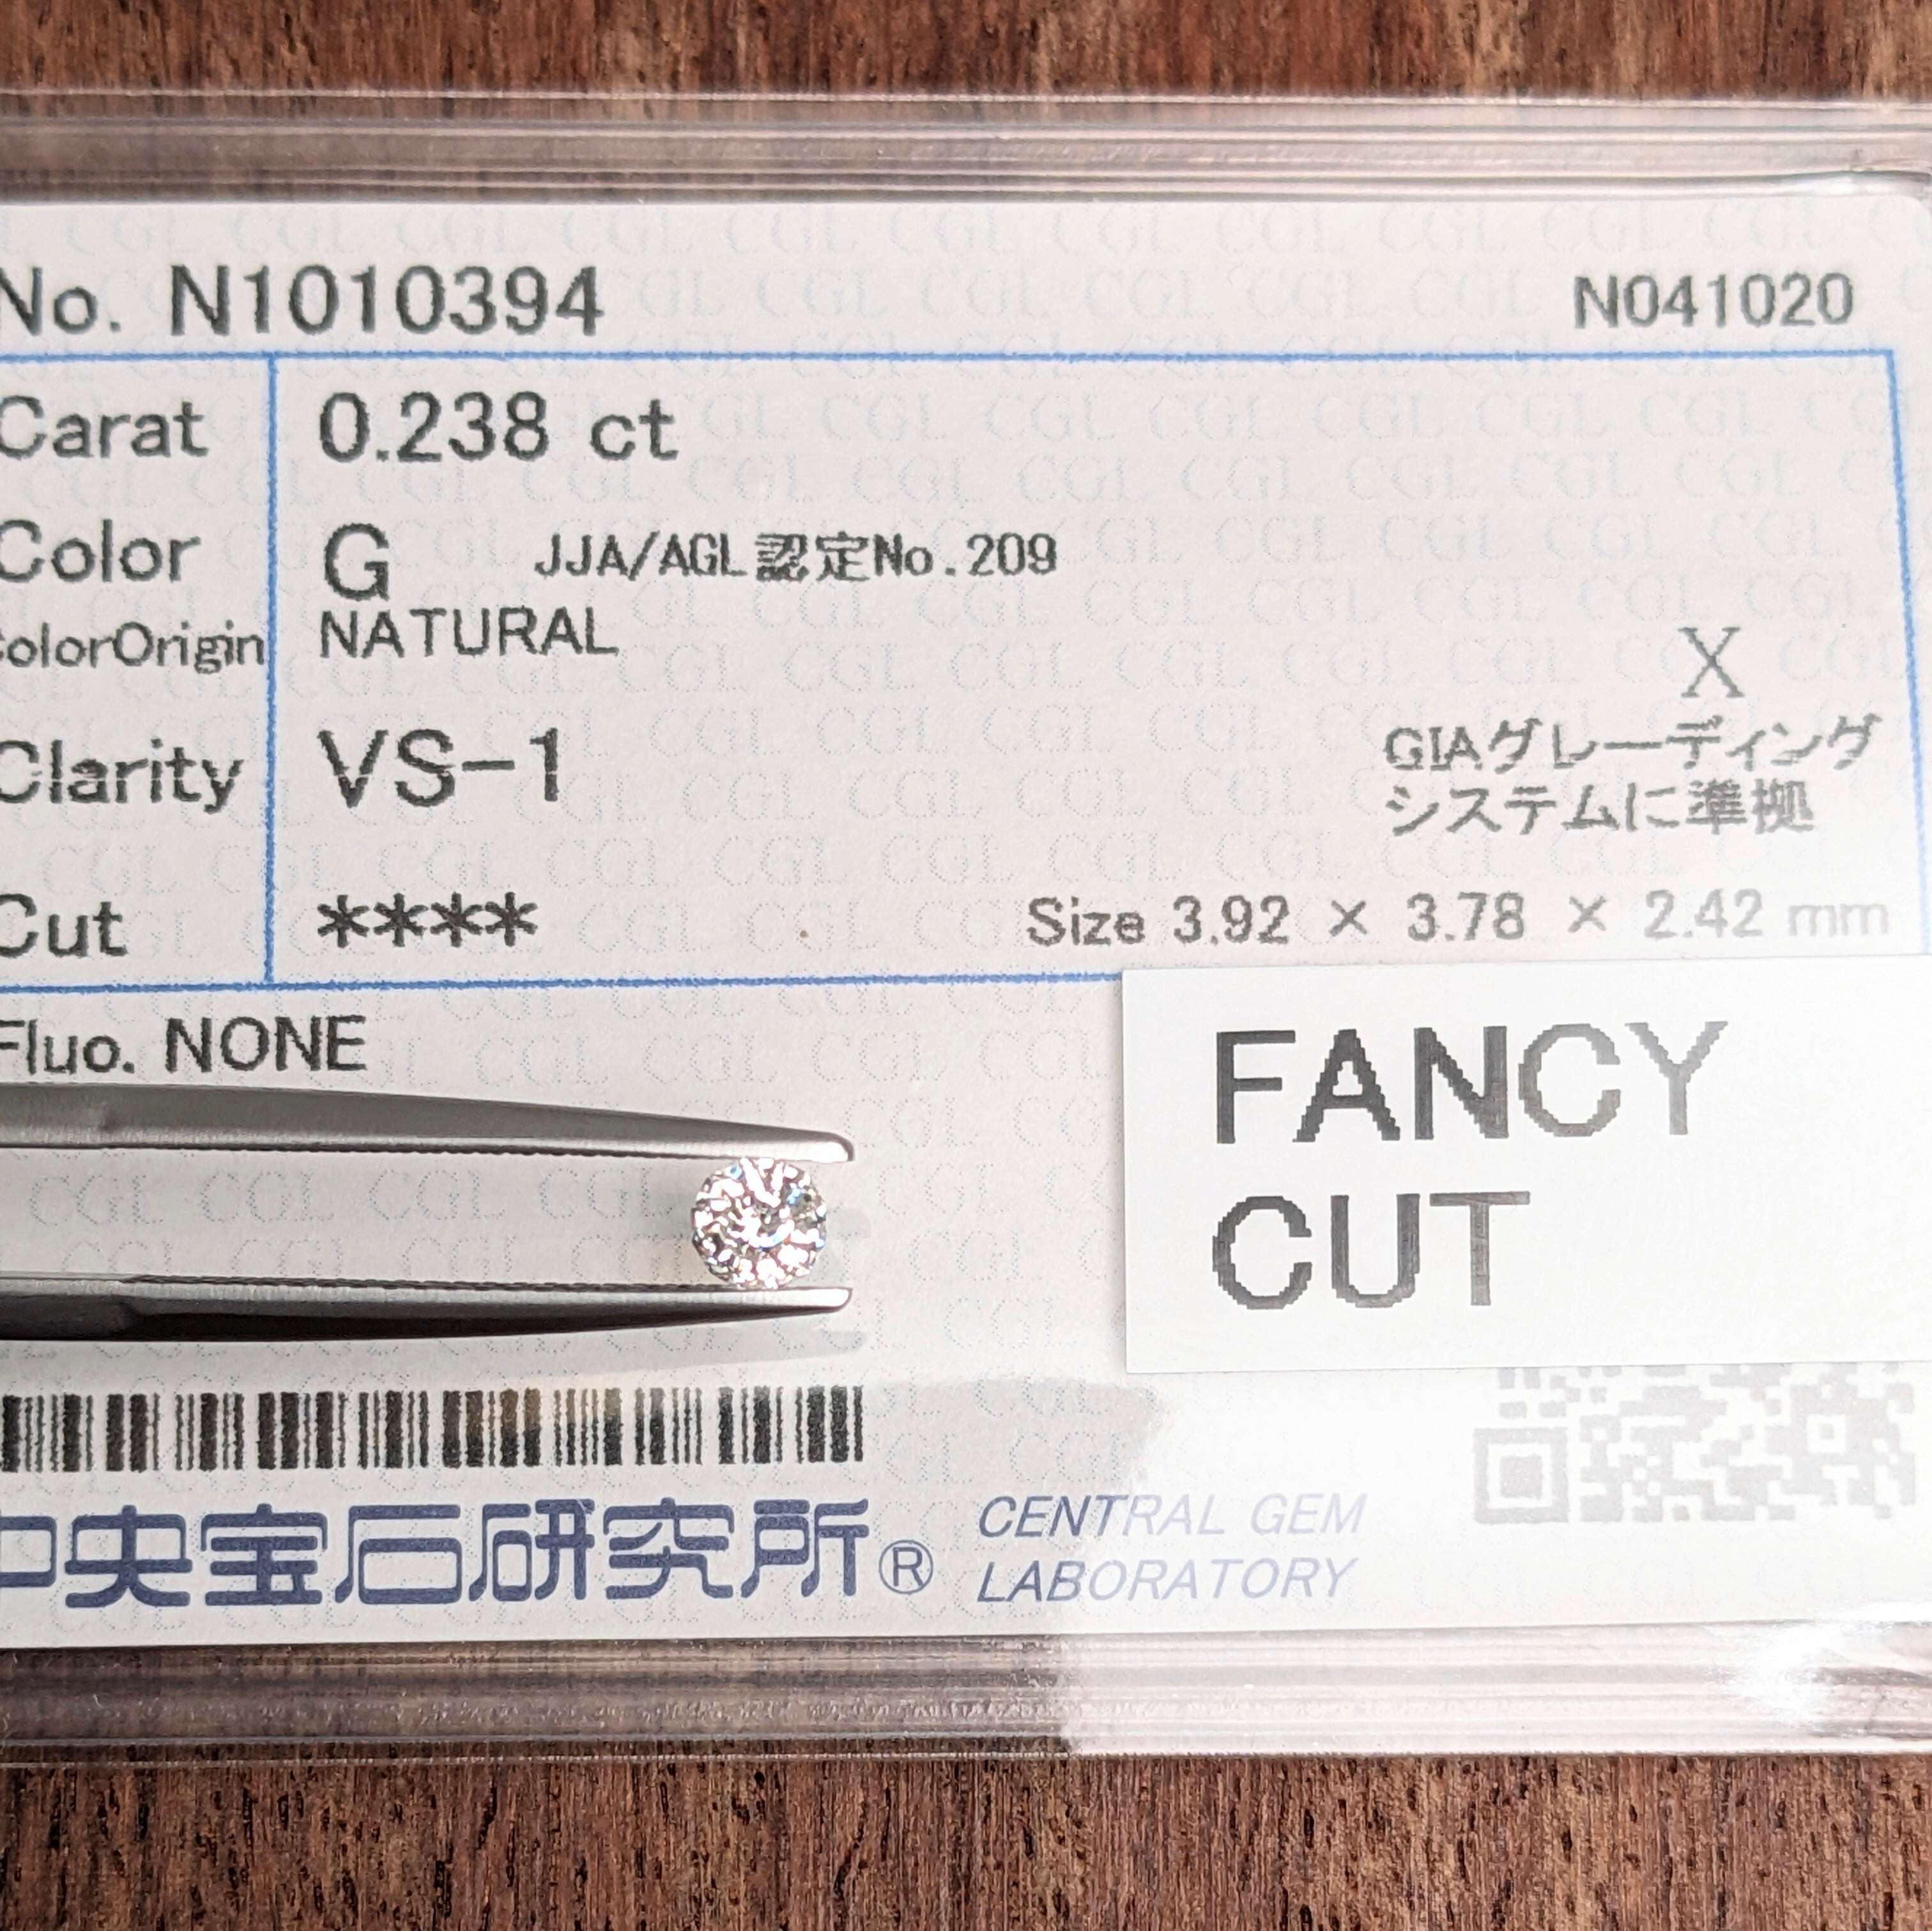 No. N1010394
N041020
Carat 0.238 ct
Color G JJA/AGL認定No.209
ColorOrigin NATURAL
X
Clarity VS-1
GIAグレーディング
システムに準拠
Cut ****
Size 3.92 × 3.78 × 2.42 mm
Fluo. NONE
FANCY
CUT
中央宝石研究所®
CENTRAL GEM
LABORATORY